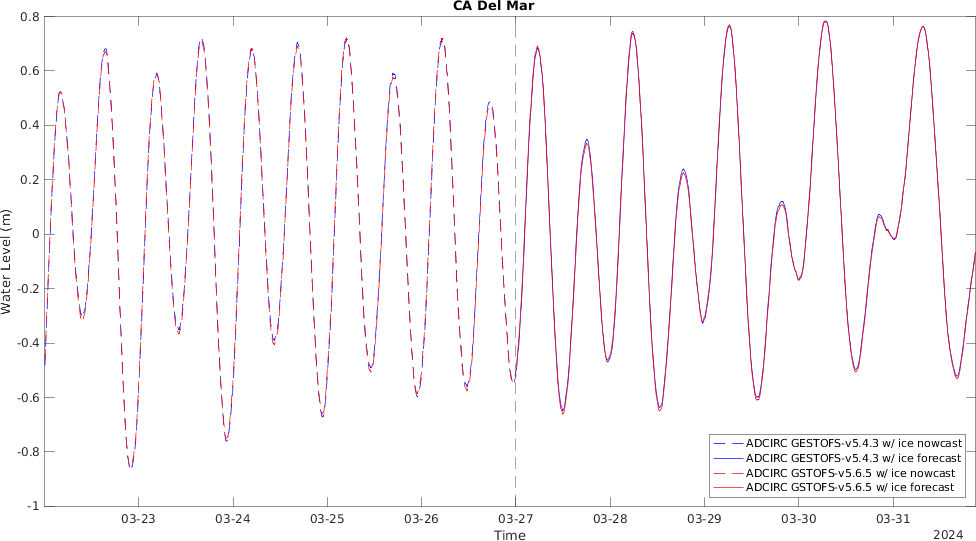 CA Del Mar
0.8
0.6
0.4
0.2
0
-0.2
-0.4
-0.6
-0.8
-1
Water Level (m)
ADCIRC GESTOFS-v5.4.3 w/ ice nowcast
ADCIRC GESTOFS-v5.4.3 w/ ice forecast
ADCIRC GSTOFS-v5.6.5 w/ ice nowcast
ADCIRC GSTOFS-v5.6.5 w/ ice forecast
03-23 03-24 03-25 03-26 03-27 03-28 03-29 03-30 03-31
Time
2024